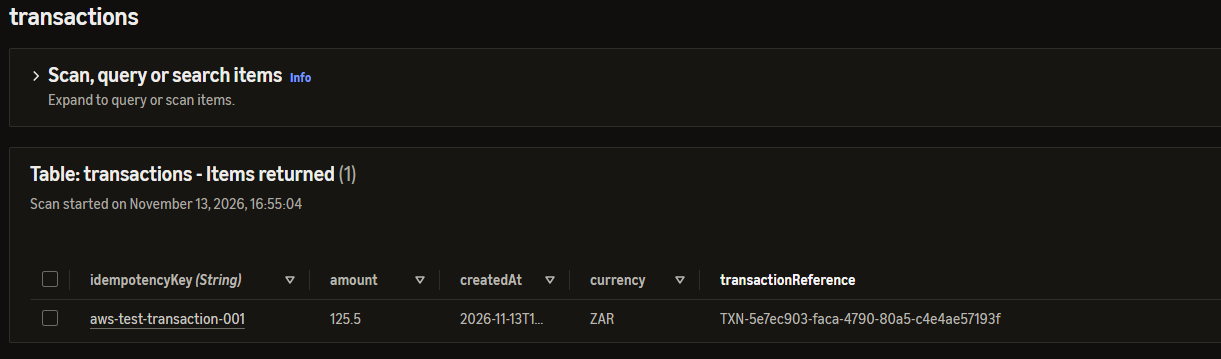 transactions
Scan, query or search items Info
Expand to query or scan items.
Table: transactions - Items returned (1)
Scan started on November 13, 2026, 16:55:04
idempotencyKey (String) amount createdAt currency transactionReference
aws-test-transaction-001 125.5 2026-11-13T1... ZAR TXN-5e7ec903-faca-4790-80a5-c4e4ae57193f